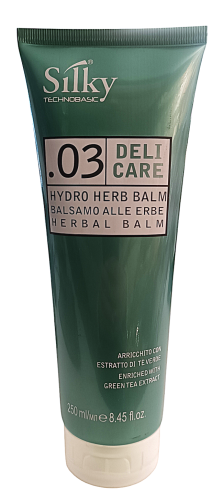 Silky®
TECHNOBASIC
.03 DELI CARE
HYDRO HERB BALM
BALSAMO ALLE ERBE
HERBAL BALM
ARRICCHITO CON
ESTRATTO DI TE VERDE
ENRICHED WITH
GREEN TEA EXTRACT
250 ml/мл e 8.45 fl.oz.